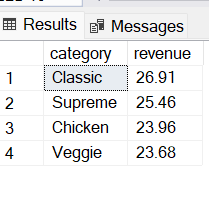 Results Messages
category revenue
1 Classic 26.91
2 Supreme 25.46
3 Chicken 23.96
4 Veggie 23.68